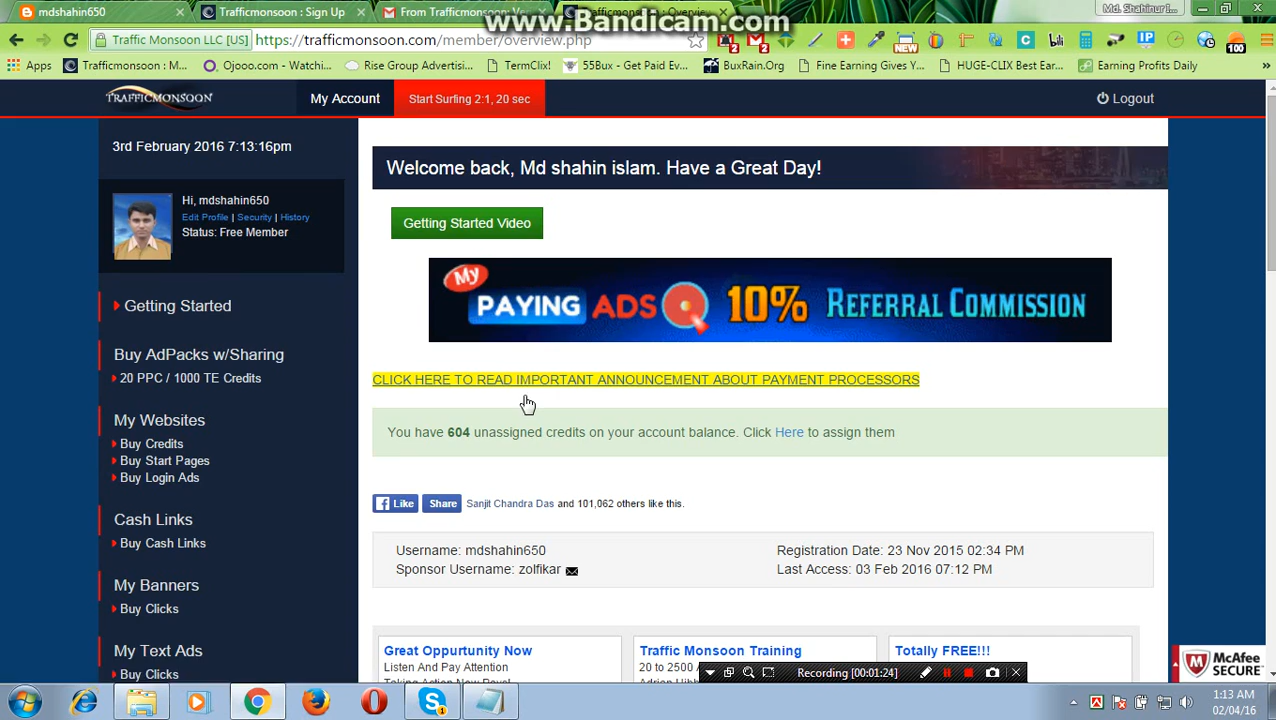 mdshahin650
Trafficmonsoon : Sign Up
From Trafficmonsoon: Ve
Trafficmonsoon : Overview
www.Bandicam.com
Md. Shahinur I...
Traffic Monsoon LLC [US]
https://trafficmonsoon.com/member/overview.php
Apps
Trafficmonsoon : M...
Ojooo.com - Watchin...
Rise Group Advertisi...
TermClix!
55Bux - Get Paid Ev...
BuxRain.Org
Fine Earning Gives Y...
HUGE-CLIX Best Ear...
Earning Profits Daily
TRAFFICMONSOON
My Account
Start Surfing 2:1, 20 sec
Logout
3rd February 2016 7:13:16pm
Hi, mdshahin650
Edit Profile | Security | History
Status: Free Member
Getting Started
Buy AdPacks w/Sharing
20 PPC / 1000 TE Credits
My Websites
Buy Credits
Buy Start Pages
Buy Login Ads
Cash Links
Buy Cash Links
My Banners
Buy Clicks
My Text Ads
Buy Clicks
Welcome back, Md shahin islam. Have a Great Day!
Getting Started Video
My
PAYING ADS 10% REFERRAL COMMISSION
CLICK HERE TO READ IMPORTANT ANNOUNCEMENT ABOUT PAYMENT PROCESSORS
You have 604 unassigned credits on your account balance. Click Here to assign them
Like
Share
Sanjit Chandra Das and 101,062 others like this.
Username: mdshahin650
Registration Date: 23 Nov 2015 02:34 PM
Sponsor Username: zolfikar
Last Access: 03 Feb 2016 07:12 PM
Great Oppurtunity Now
Listen And Pay Attention
Traffic Monsoon Training
20 to 2500
Totally FREE!!!
Recording [00:01:24]
McAfee
SECURE
1:13 AM
02/04/16